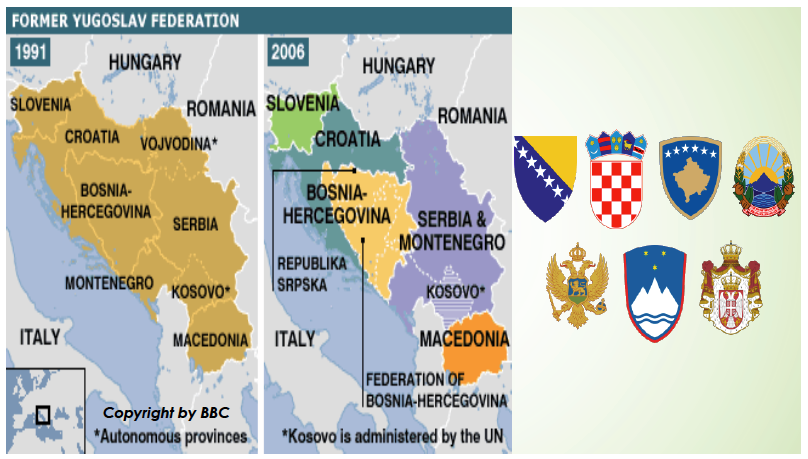 FORMER YUGOSLAV FEDERATION
1991
HUNGARY
SLOVENIA
ROMANIA
CROATIA
VOJVODINA*
BOSNIA-
HERCEGOVINA
SERBIA
MONTENEGRO
KOSOVO*
ITALY
MACEDONIA
Copyright by BBC
*Autonomous provinces
2006
HUNGARY
SLOVENIA
ROMANIA
CROATIA
BOSNIA-
HERCEGOVINA
SERBIA &
MONTENEGRO
REPUBLIKA
SRPSKA
KOSOVO*
ITALY
MACEDONIA
FEDERATION OF
BOSNIA-HERCEGOVINA
*Kosovo is administered by the UN